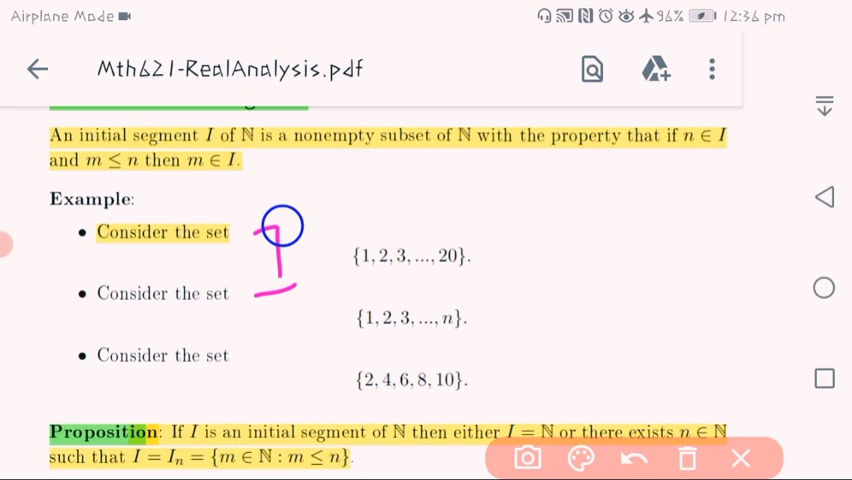 Airplane Mode 96% 12:36 pm
Mth621-RealAnalysis.pdf
An initial segment I of ℕ is a nonempty subset of ℕ with the property that if n ∈ I
and m ≤ n then m ∈ I.
Example:
• Consider the set
I
{1, 2, 3, ..., 20}.
• Consider the set
{1, 2, 3, ..., n}.
• Consider the set
{2, 4, 6, 8, 10}.
Proposition: If I is an initial segment of ℕ then either I = ℕ or there exists n ∈ ℕ
such that I = Iₙ = {m ∈ ℕ : m ≤ n}.